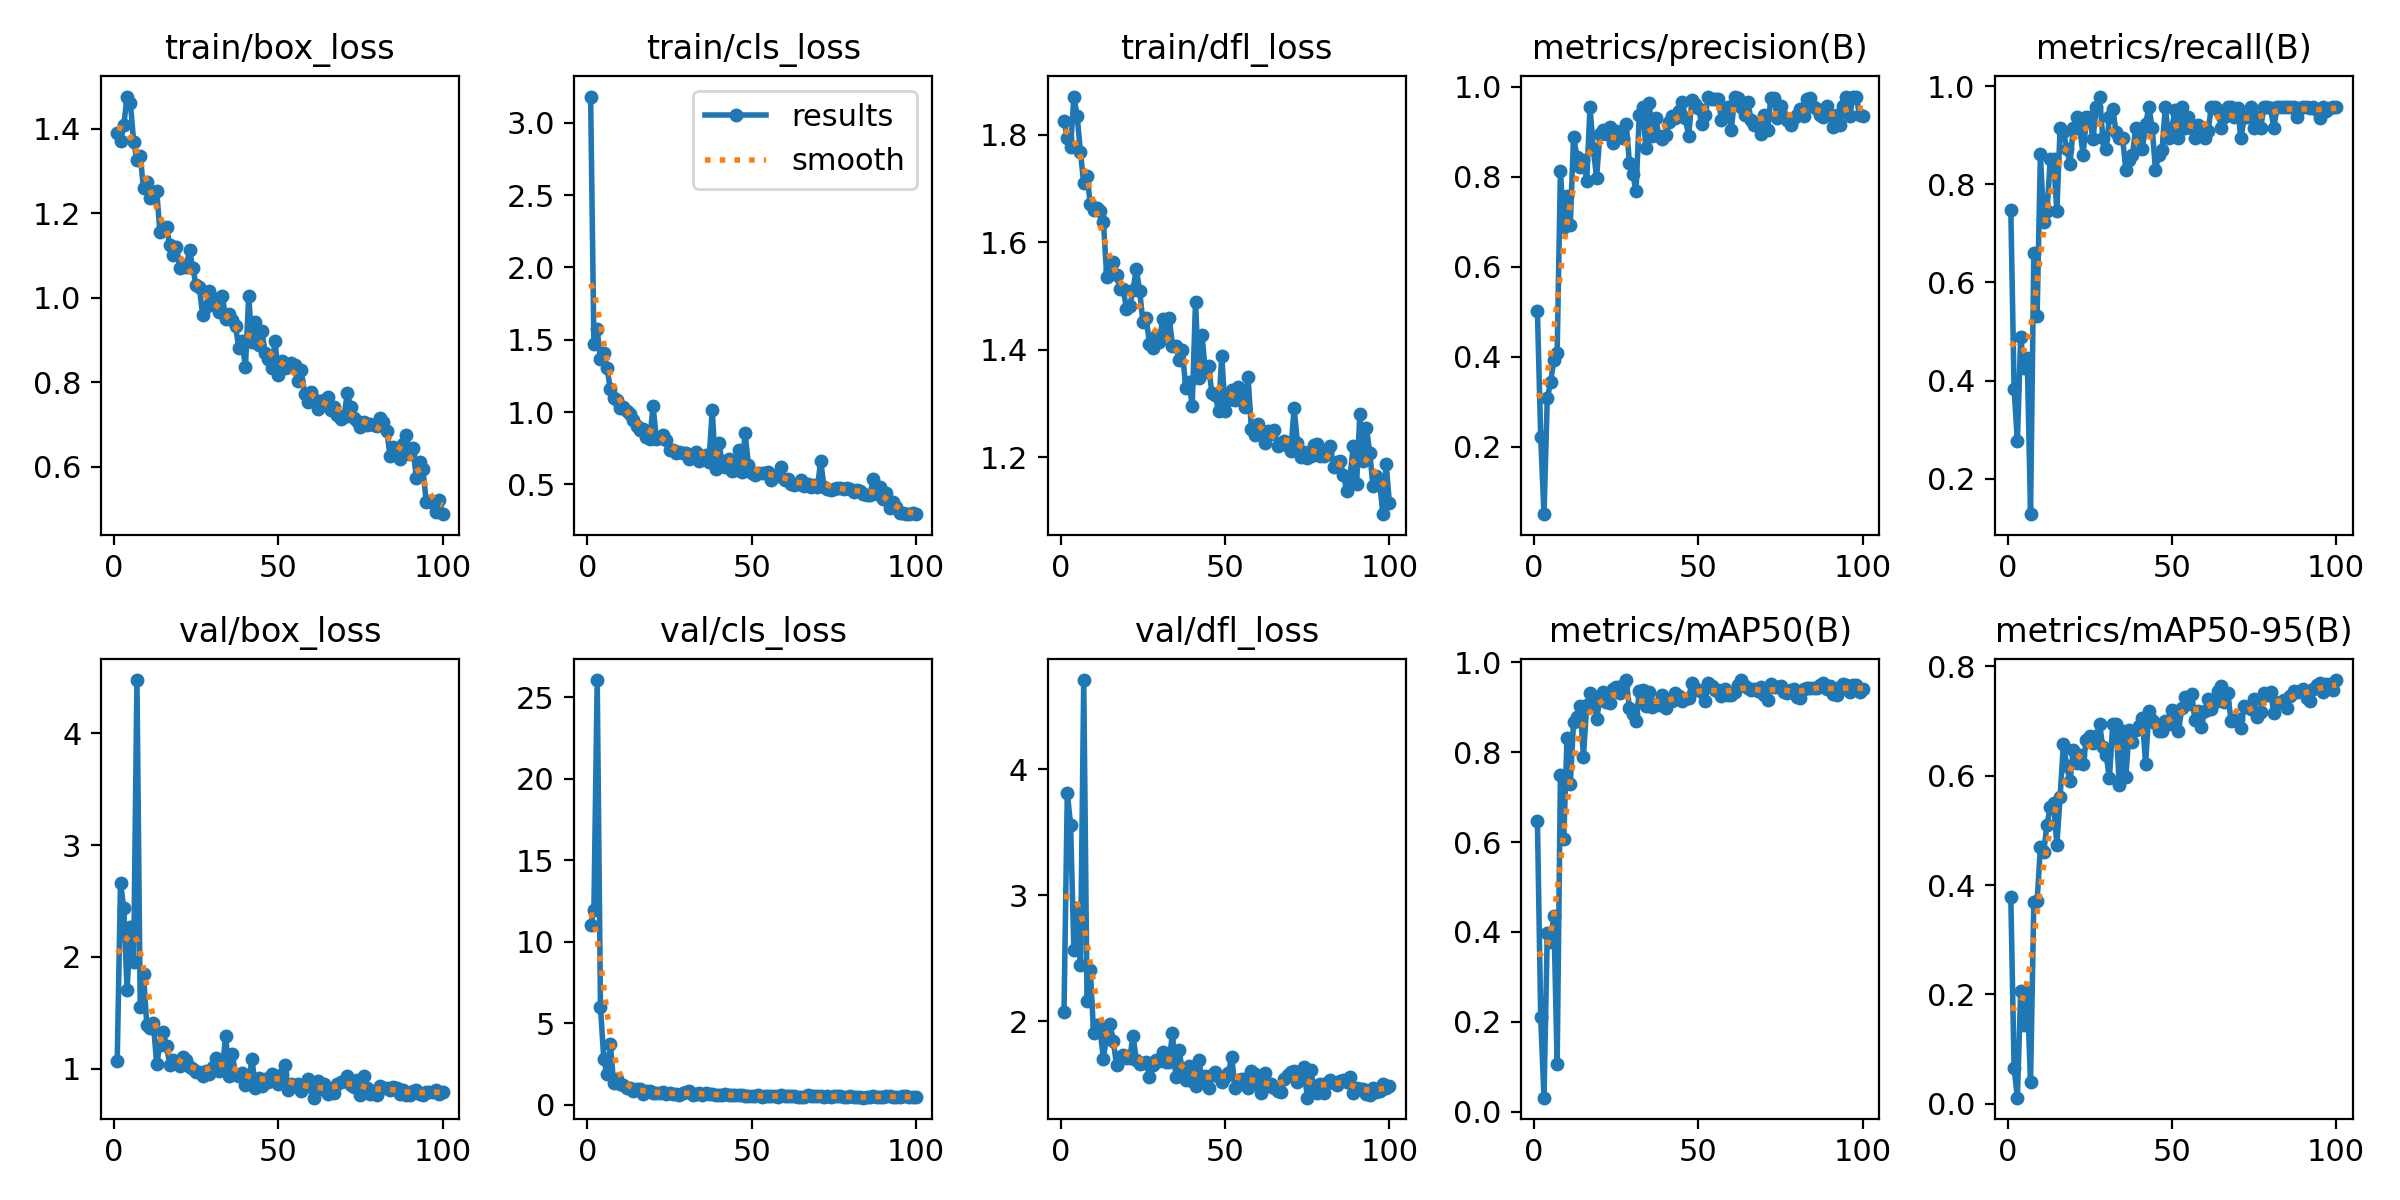 train/box_loss
1.4
1.2
1.0
0.8
0.6
0 50 100
train/cls_loss
results
smooth
3.0
2.5
2.0
1.5
1.0
0.5
0 50 100
train/dfl_loss
1.8
1.6
1.4
1.2
0 50 100
metrics/precision(B)
1.0
0.8
0.6
0.4
0.2
0 50 100
metrics/recall(B)
1.0
0.8
0.6
0.4
0.2
0 50 100
val/box_loss
4
3
2
1
0 50 100
val/cls_loss
25
20
15
10
5
0
0 50 100
val/dfl_loss
4
3
2
0 50 100
metrics/mAP50(B)
1.0
0.8
0.6
0.4
0.2
0.0
0 50 100
metrics/mAP50-95(B)
0.8
0.6
0.4
0.2
0.0
0 50 100